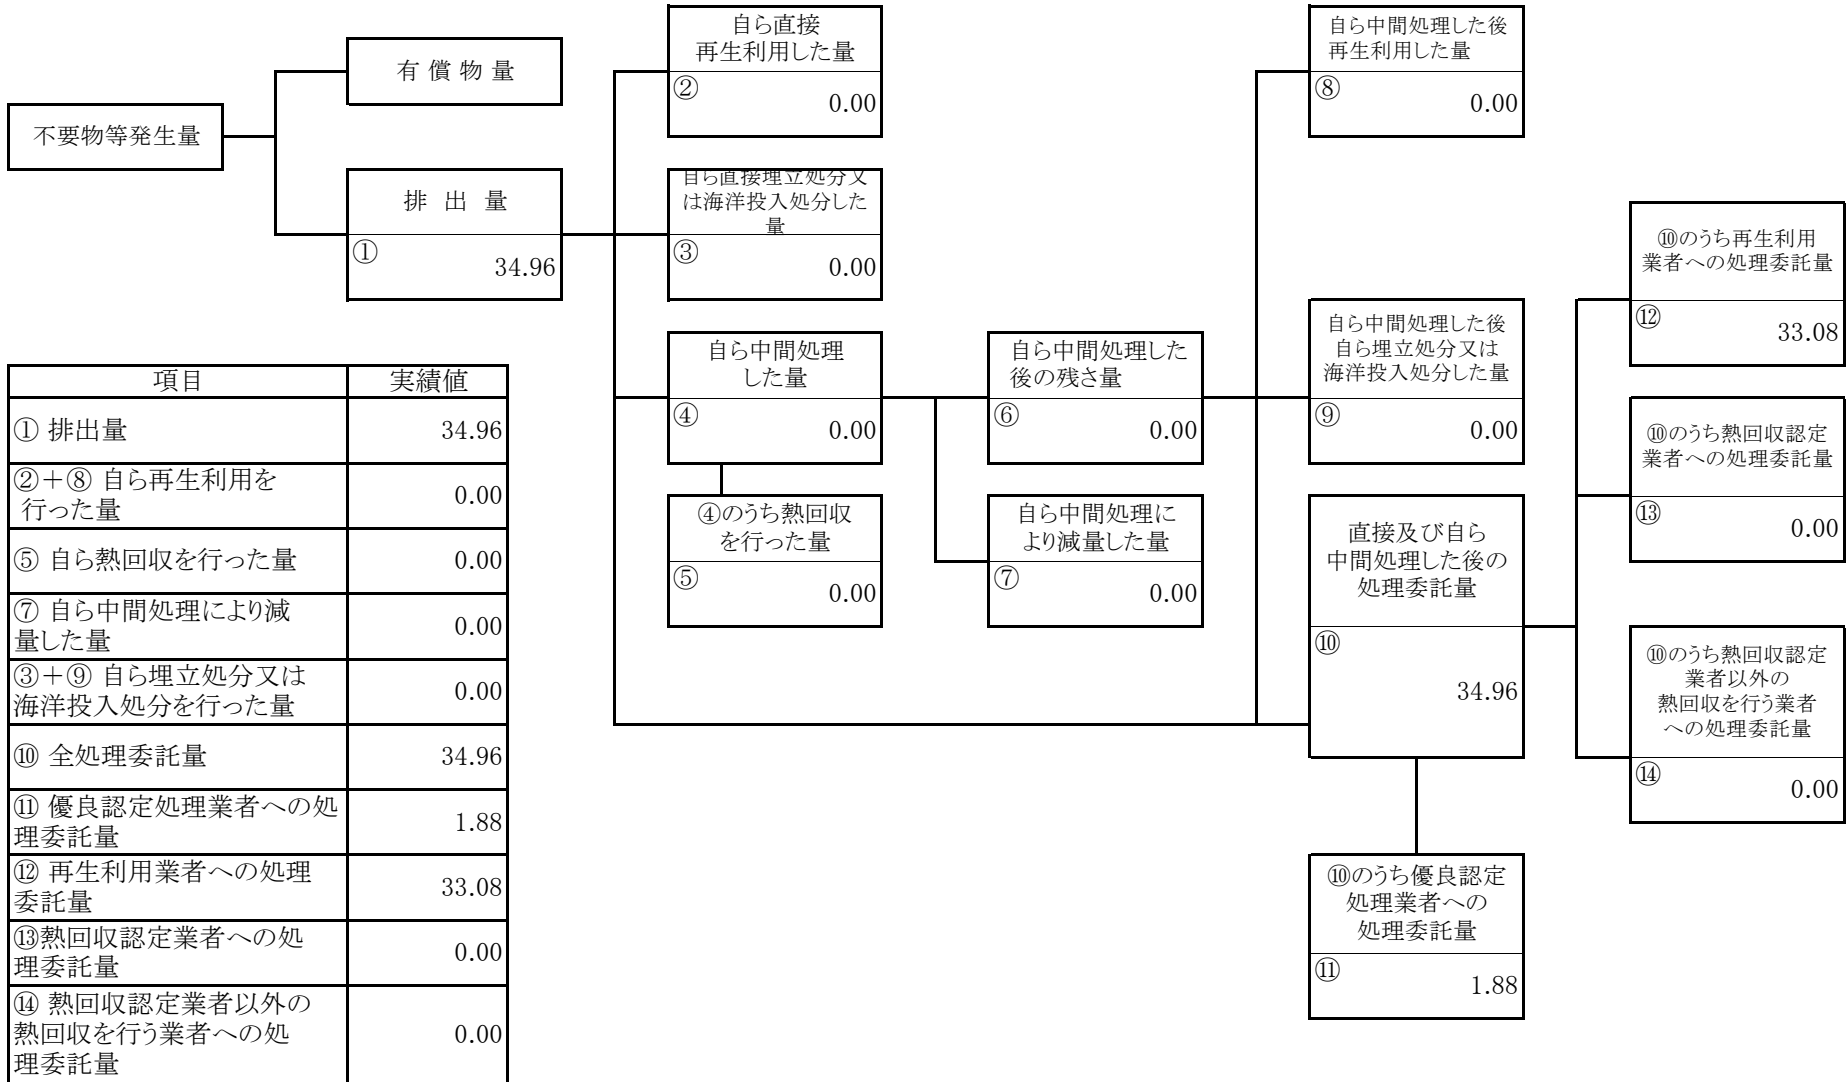 不要物等発生量
有 償 物 量
排 出 量
①
34.96
自ら直接
再生利用した量
②
0.00
自ら直接埋立処分又
は海洋投入処分した
量
③
0.00
自ら中間処理
した量
④
0.00
④のうち熱回収
を行った量
⑤
0.00
自ら中間処理した
後の残さ量
⑥
0.00
自ら中間処理に
より減量した量
⑦
0.00
自ら中間処理した後
再生利用した量
⑧
0.00
自ら中間処理した後
自ら埋立処分又は
海洋投入処分した量
⑨
0.00
直接及び自ら
中間処理した後の
処理委託量
⑩
34.96
⑩のうち優良認定
処理業者への
処理委託量
⑪
1.88
⑩のうち再生利用
業者への処理委託量
⑫
33.08
⑩のうち熱回収認定
業者への処理委託量
⑬
0.00
⑩のうち熱回収認定
業者以外の
熱回収を行う業者
への処理委託量
⑭
0.00
項目 実績値
① 排出量 34.96
②＋⑧ 自ら再生利用を
行った量 0.00
⑤ 自ら熱回収を行った量 0.00
⑦ 自ら中間処理により減
量した量 0.00
③＋⑨ 自ら埋立処分又は
海洋投入処分を行った量 0.00
⑩ 全処理委託量 34.96
⑪ 優良認定処理業者への処
理委託量 1.88
⑫ 再生利用業者への処理
委託量 33.08
⑬熱回収認定業者への処
理委託量 0.00
⑭ 熱回収認定業者以外の
熱回収を行う業者への処
理委託量 0.00